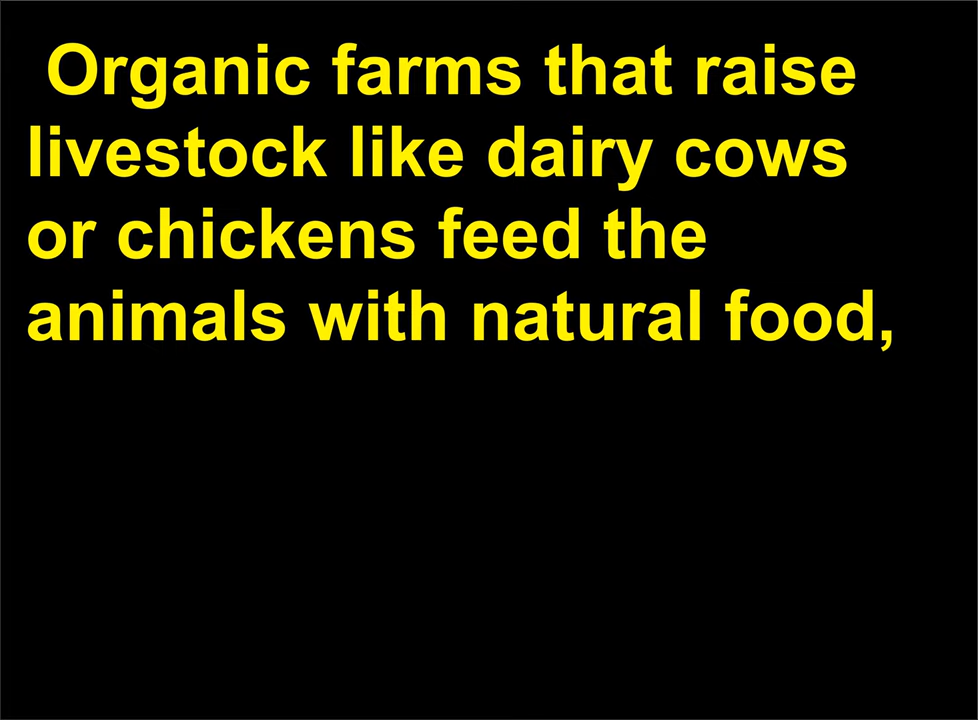 Organic farms that raise
livestock like dairy cows
or chickens feed the
animals with natural food,